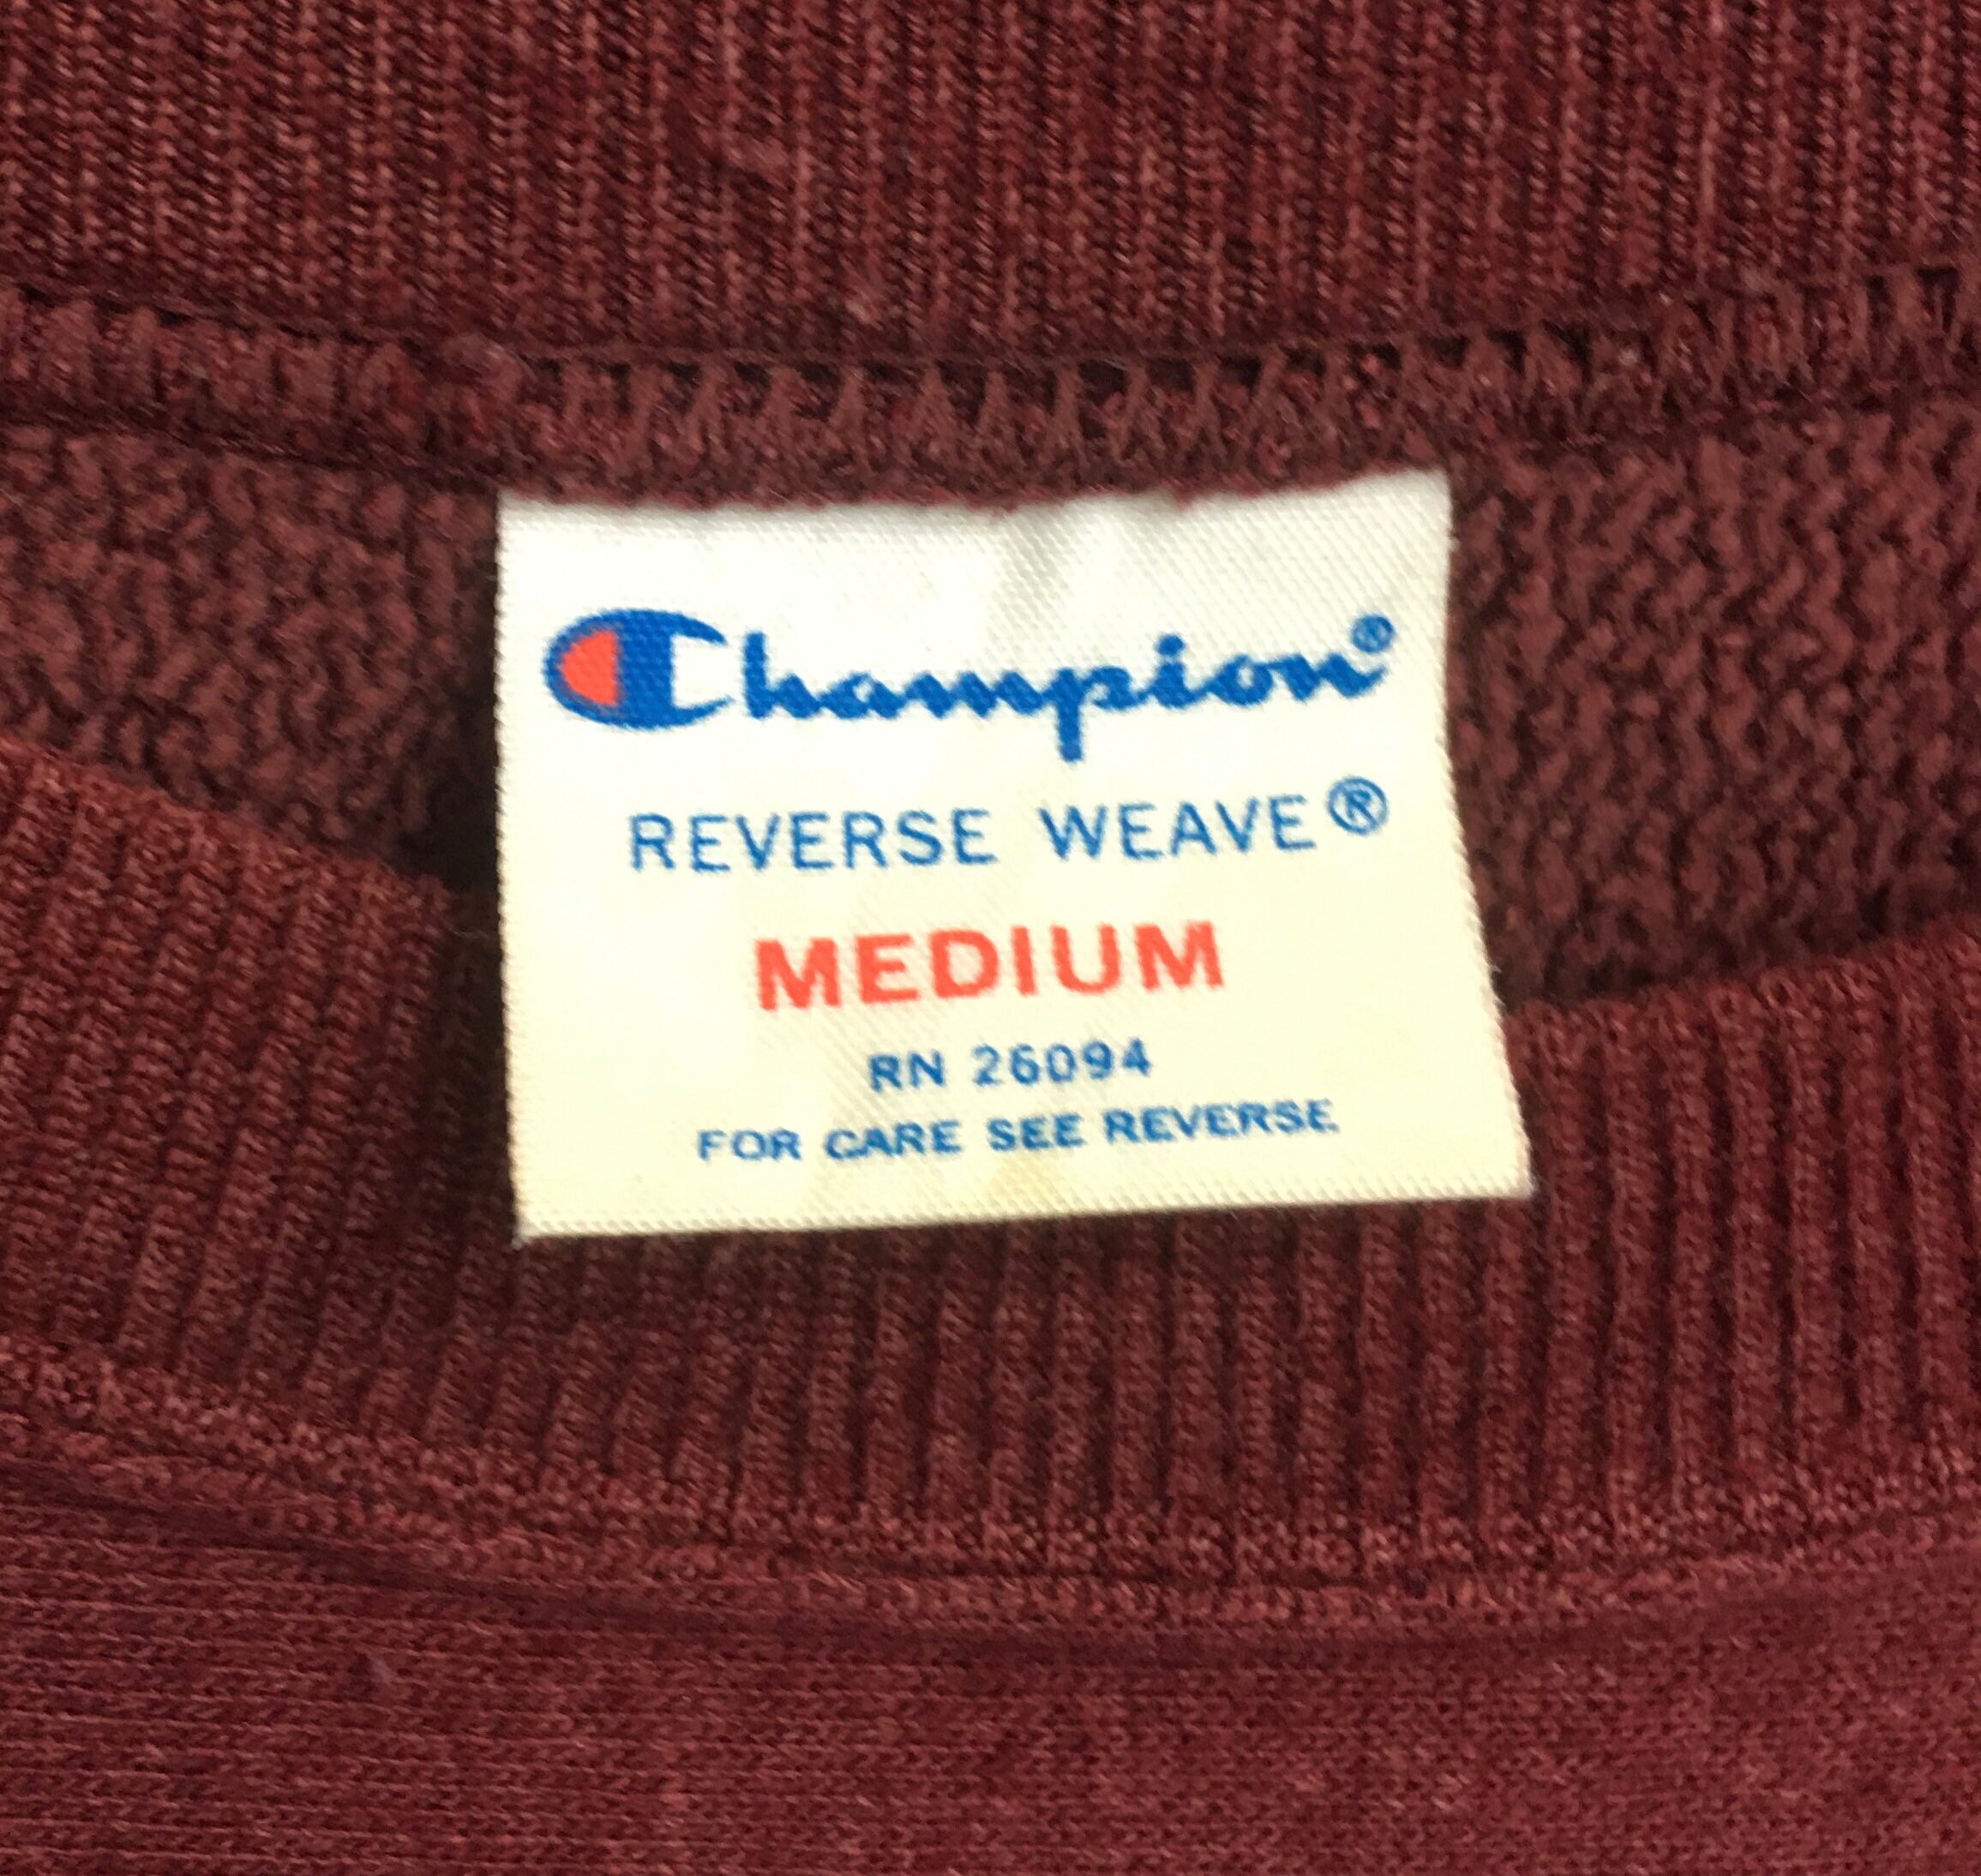 Champion®
REVERSE WEAVE®
MEDIUM
RN 26094
FOR CARE SEE REVERSE